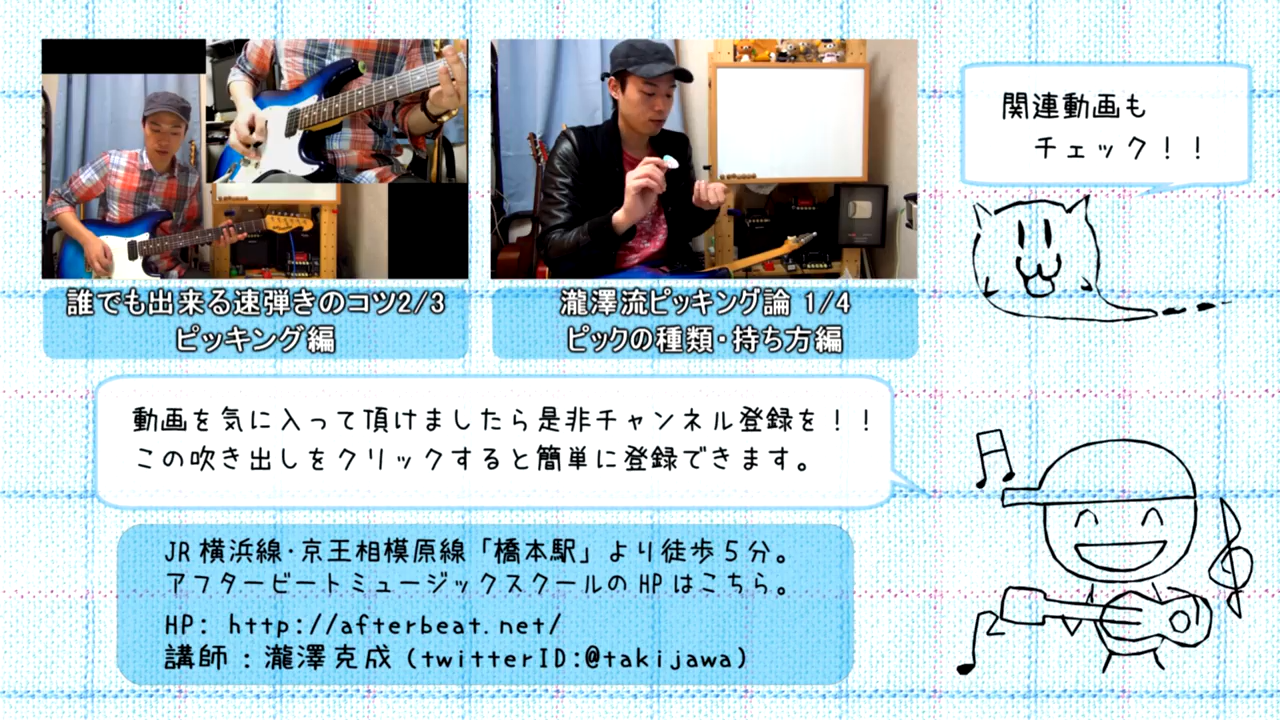 誰でも出来る速弾きのコツ2/3
ピッキング編
瀧澤流ピッキング論 1/4
ピックの種類・持ち方編
関連動画も
チェック！！
動画を気に入って頂けましたら是非チャンネル登録を！！
この吹き出しをクリックすると簡単に登録できます。
JR横浜線・京王相模原線「橋本駅」より徒歩5分。
アフタービートミュージックスクールのHPはこちら。
HP: http://afterbeat.net/
講師：瀧澤克成 (twitterID:@takijawa)